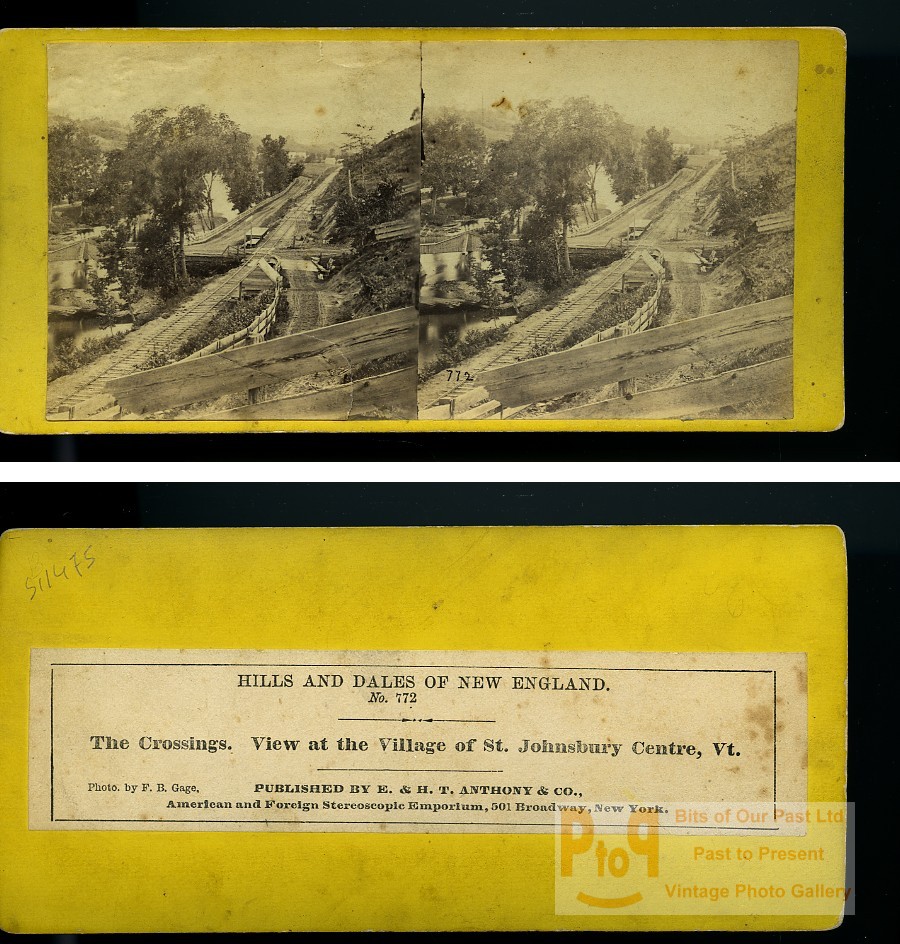 772
S11475
HILLS AND DALES OF NEW ENGLAND.
No. 772
The Crossings. View at the Village of St. Johnsbury Centre, Vt.
Photo. by F. B. Gage, PUBLISHED BY E. & H. T. ANTHONY & CO.,
American and Foreign Stereoscopic Emporium, 501 Broadway, New York.
PtoP
Bits of Our Past Ltd
Past to Present
Vintage Photo Gallery